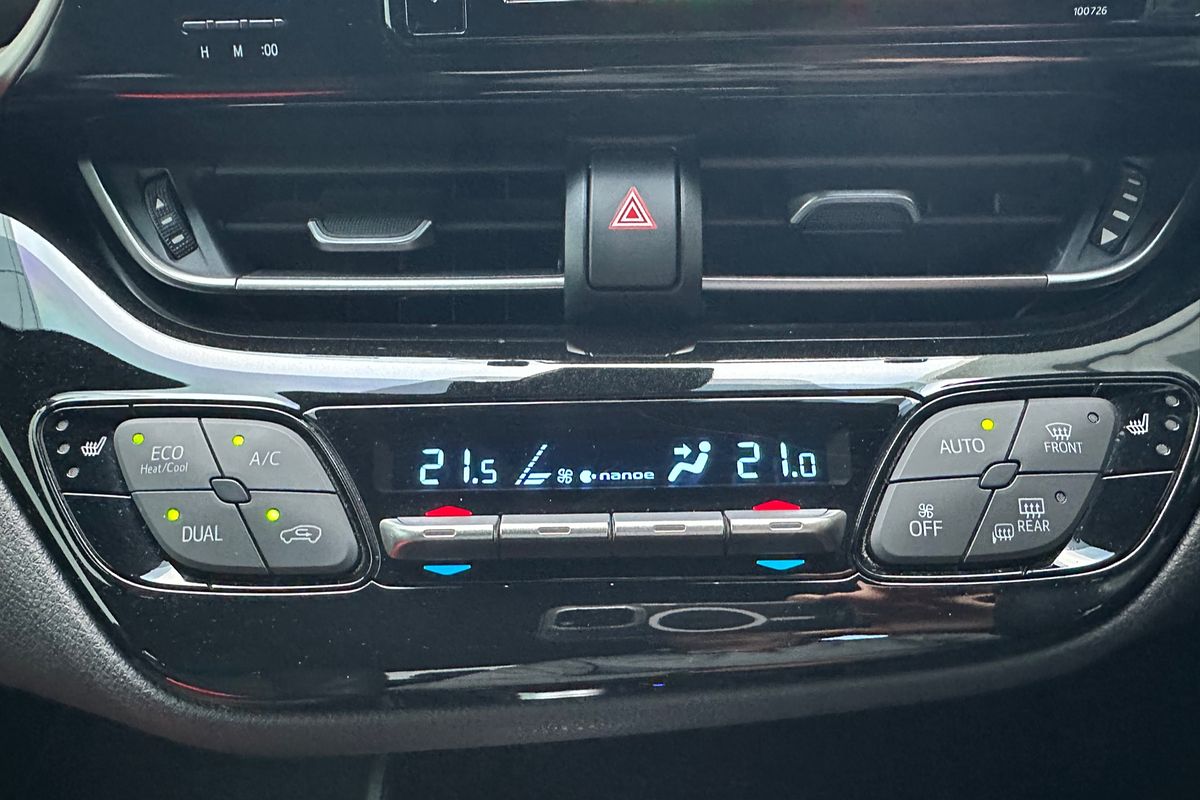 100726
H M :00
21.5 nanoe 21.0
ECO
Heat/Cool
A/C
DUAL
AUTO
FRONT
OFF
REAR